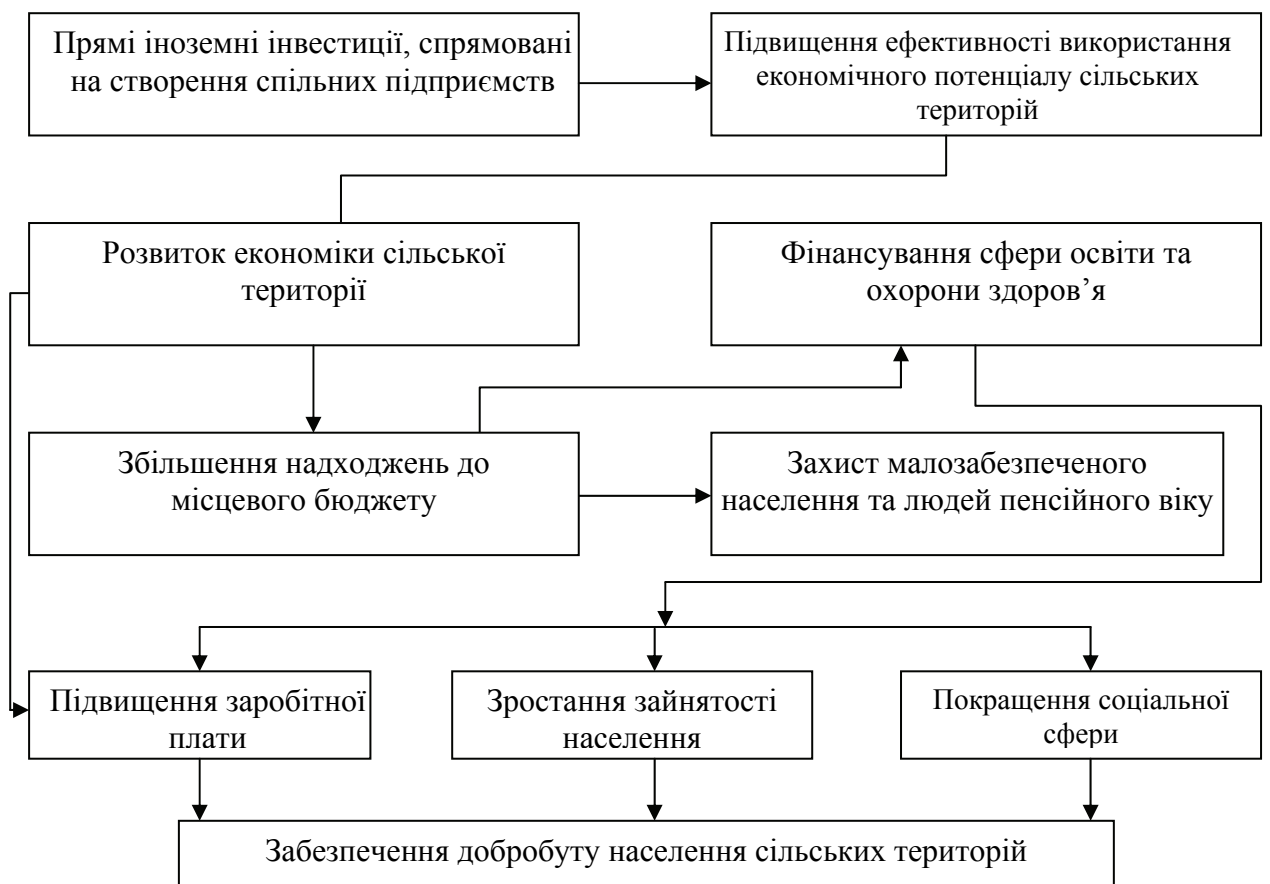 Прямі іноземні інвестиції, спрямовані
на створення спільних підприємств
Підвищення ефективності використання
економічного потенціалу сільських
територій
Розвиток економіки сільської
території
Фінансування сфери освіти та
охорони здоров’я
Збільшення надходжень до
місцевого бюджету
Захист малозабезпеченого
населення та людей пенсійного віку
Підвищення заробітної
плати
Зростання зайнятості
населення
Покращення соціальної
сфери
Забезпечення добробуту населення сільських територій